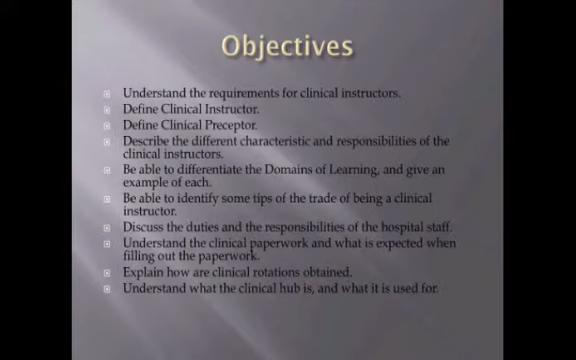 Objectives
Understand the requirements for clinical instructors.
Define Clinical Instructor.
Define Clinical Preceptor.
Describe the different characteristic and responsibilities of the
clinical instructors.
Be able to differentiate the Domains of Learning, and give an
example of each.
Be able to identify some tips of the trade of being a clinical
instructor.
Discuss the duties and the responsibilities of the hospital staff.
Understand the clinical paperwork and what is expected when
filling out the paperwork.
Explain how are clinical rotations obtained.
Understand what the clinical hub is, and what it is used for.